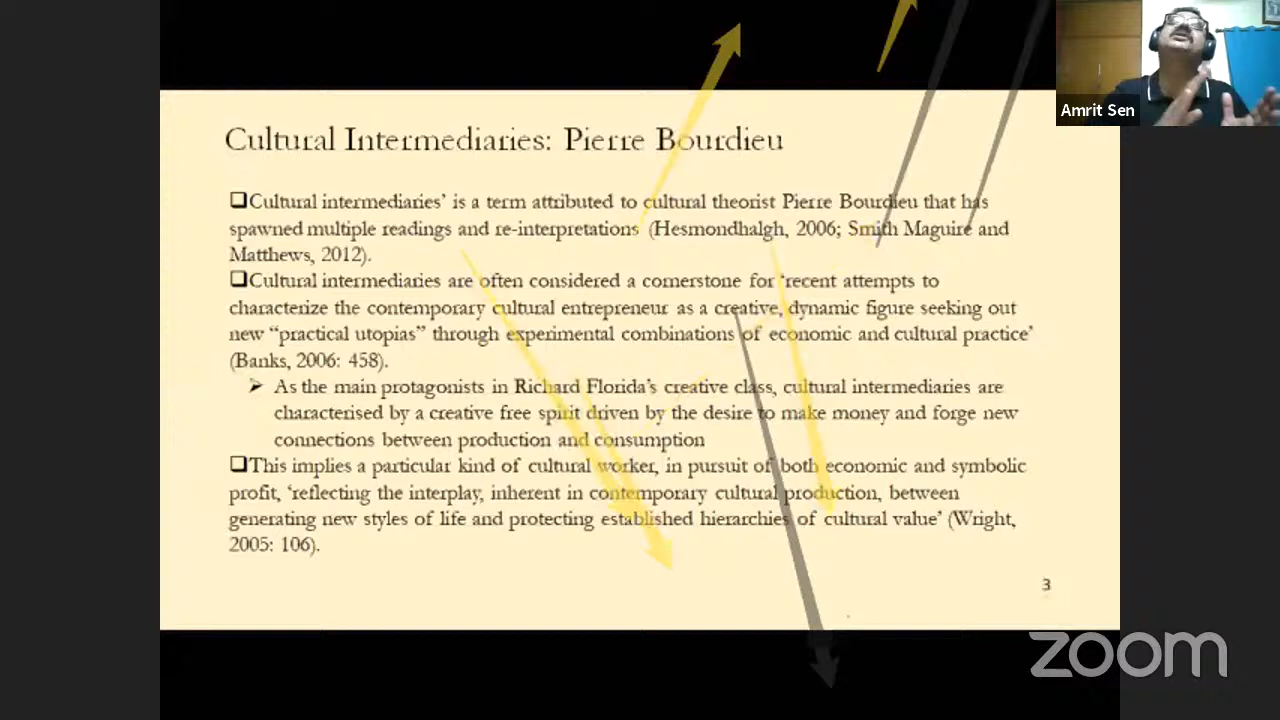 Amrit Sen
Cultural Intermediaries: Pierre Bourdieu
❑Cultural intermediaries’ is a term attributed to cultural theorist Pierre Bourdieu that has
spawned multiple readings and re-interpretations (Hesmondhalgh, 2006; Smith Maguire and
Matthews, 2012).
❑Cultural intermediaries are often considered a cornerstone for ‘recent attempts to
characterize the contemporary cultural entrepreneur as a creative, dynamic figure seeking out
new “practical utopias” through experimental combinations of economic and cultural practice’
(Banks, 2006: 458).
➢ As the main protagonists in Richard Florida’s creative class, cultural intermediaries are
characterised by a creative free spirit driven by the desire to make money and forge new
connections between production and consumption
❑This implies a particular kind of cultural worker, in pursuit of both economic and symbolic
profit, ‘reflecting the interplay, inherent in contemporary cultural production, between
generating new styles of life and protecting established hierarchies of cultural value’ (Wright,
2005: 106).
3
zoom